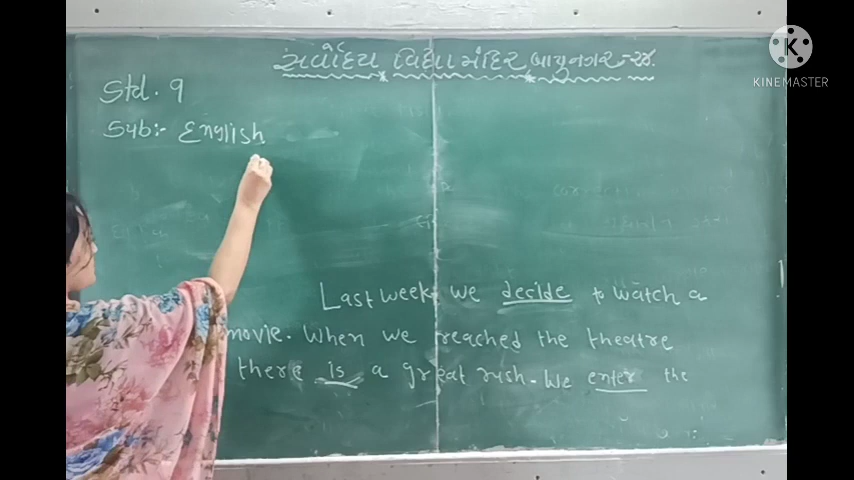 સર્વોદય વિદ્યા મંદિર બાપુનગર-૨૪.
Std. 9
Sub:- English
Last week we decide to watch a
movie. When we reached the theatre
there is a great rush. We enter the
K
KINEMASTER